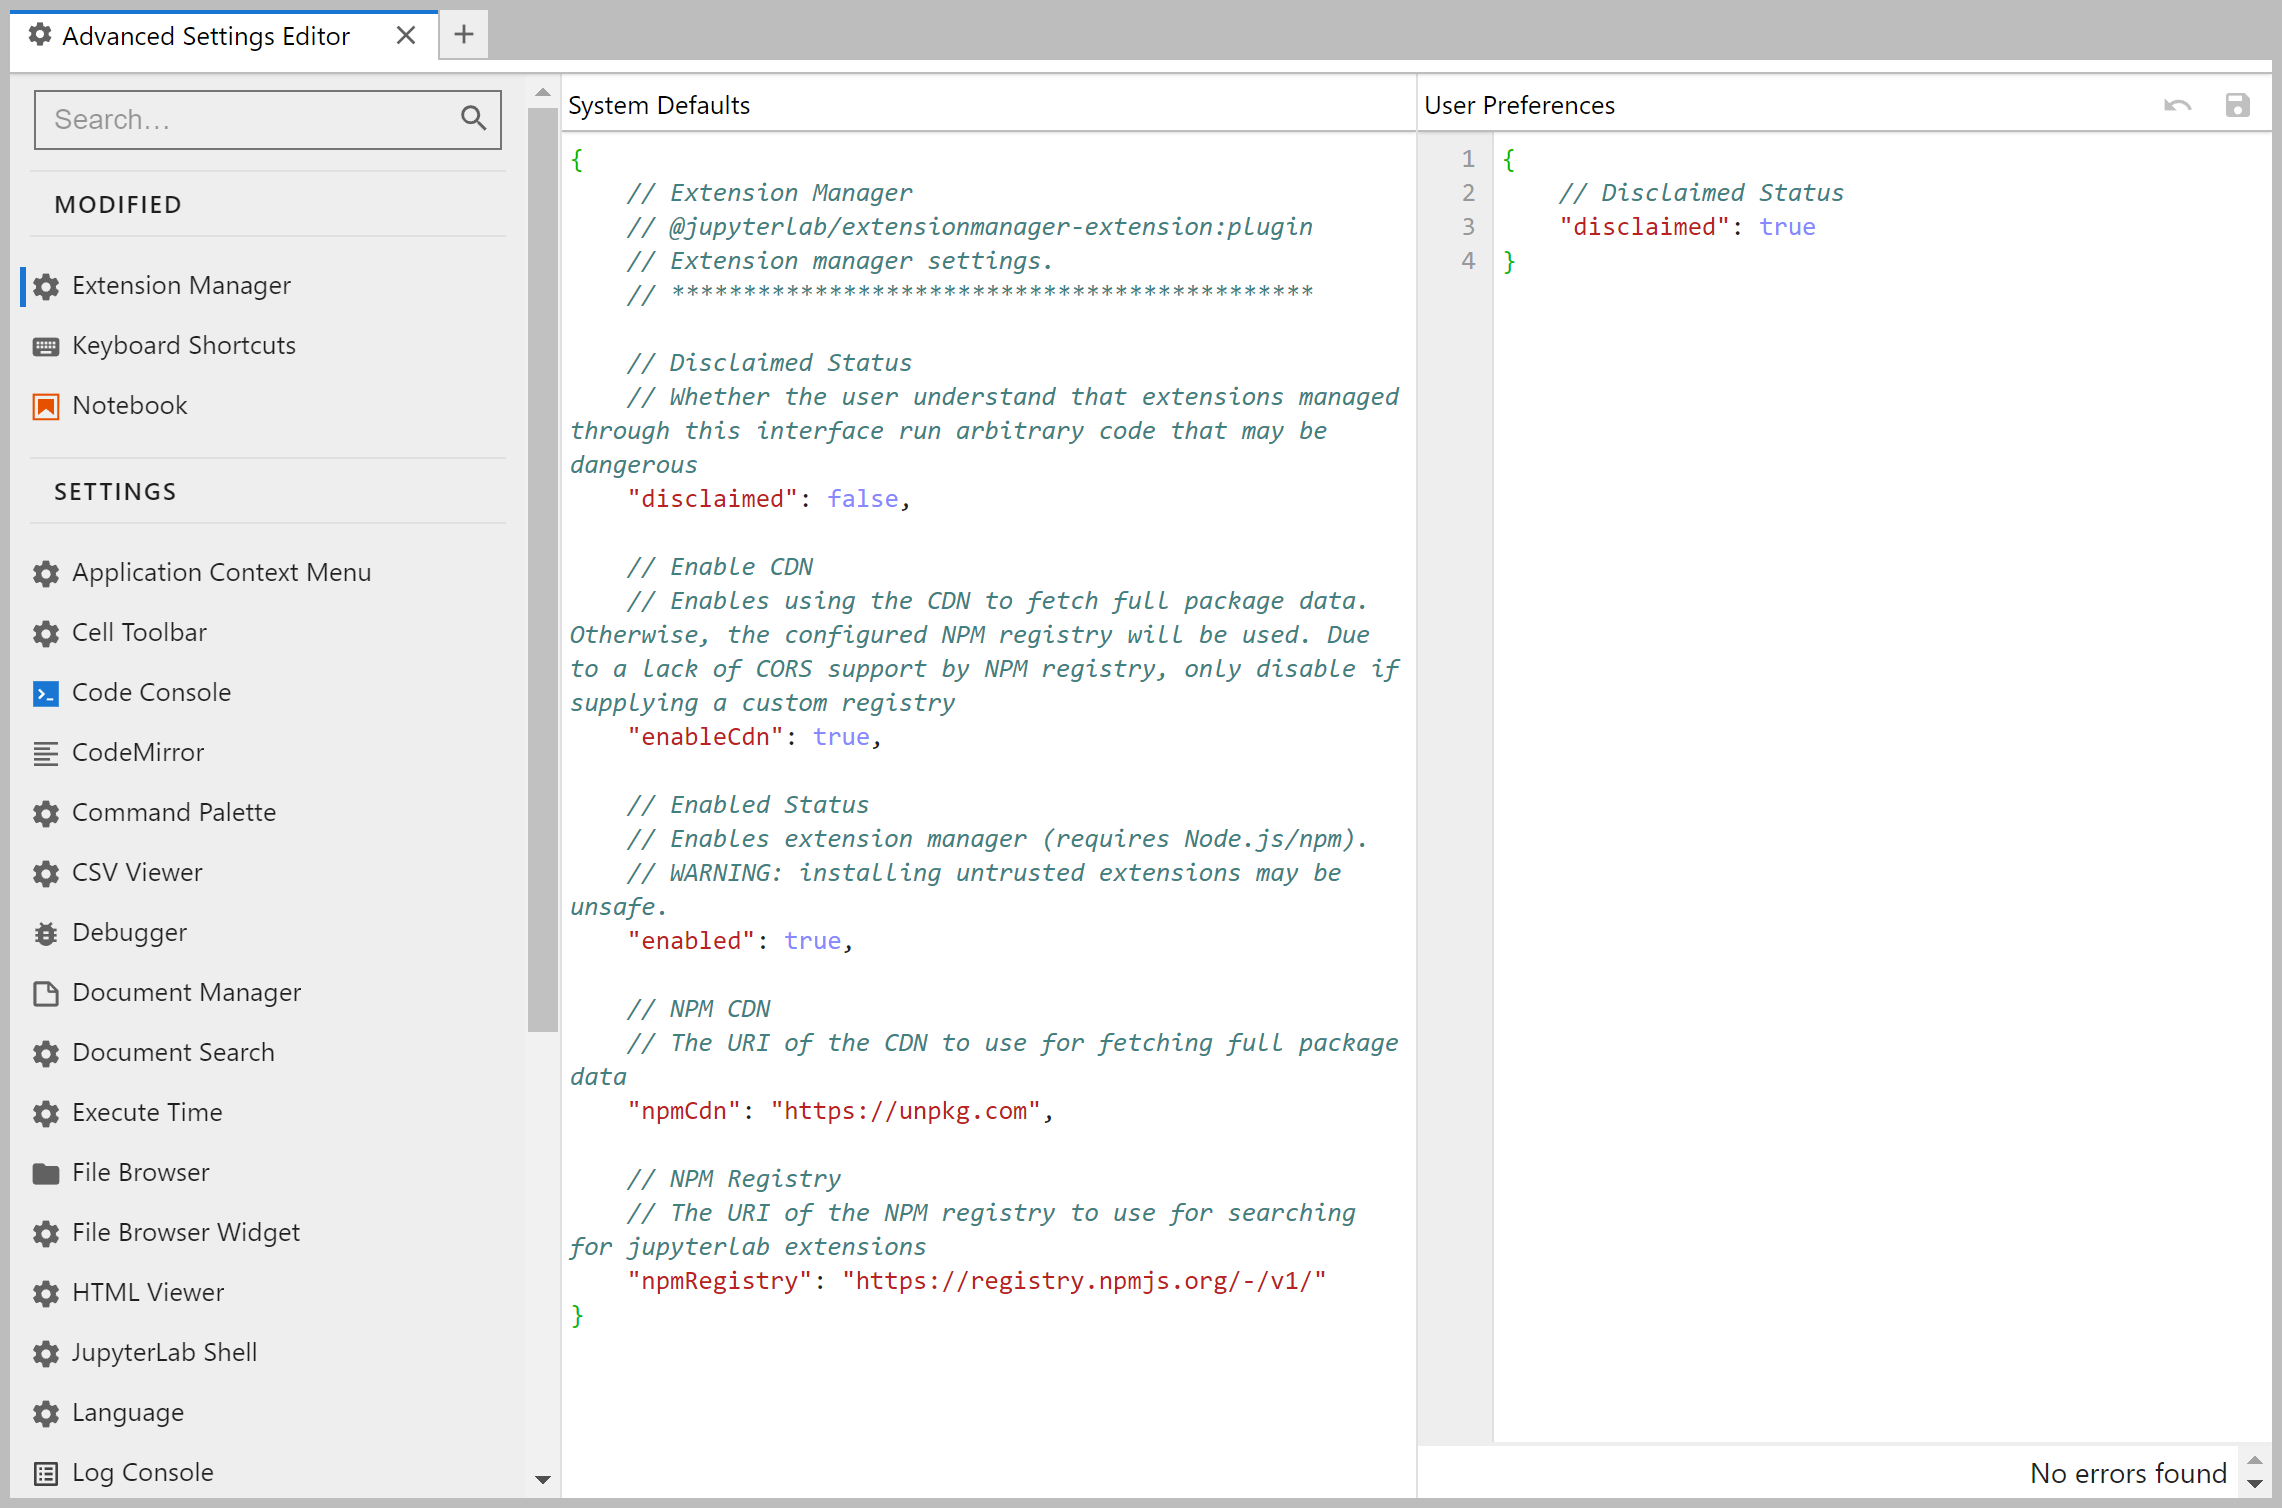 Advanced Settings Editor
Search…
MODIFIED
Extension Manager
Keyboard Shortcuts
Notebook
SETTINGS
Application Context Menu
Cell Toolbar
Code Console
CodeMirror
Command Palette
CSV Viewer
Debugger
Document Manager
Document Search
Execute Time
File Browser
File Browser Widget
HTML Viewer
JupyterLab Shell
Language
Log Console
System Defaults
{
    // Extension Manager
    // @jupyterlab/extensionmanager-extension:plugin
    // Extension manager settings.
    // *********************************************
    // Disclaimed Status
    // Whether the user understand that extensions managed
through this interface run arbitrary code that may be
dangerous
    "disclaimed": false,
    // Enable CDN
    // Enables using the CDN to fetch full package data.
Otherwise, the configured NPM registry will be used. Due
to a lack of CORS support by NPM registry, only disable if
supplying a custom registry
    "enableCdn": true,
    // Enabled Status
    // Enables extension manager (requires Node.js/npm).
    // WARNING: installing untrusted extensions may be
unsafe.
    "enabled": true,
    // NPM CDN
    // The URI of the CDN to use for fetching full package
data
    "npmCdn": "https://unpkg.com",
    // NPM Registry
    // The URI of the NPM registry to use for searching
for jupyterlab extensions
    "npmRegistry": "https://registry.npmjs.org/-/v1/"
}
User Preferences
1 {
2     // Disclaimed Status
3     "disclaimed": true
4 }
No errors found